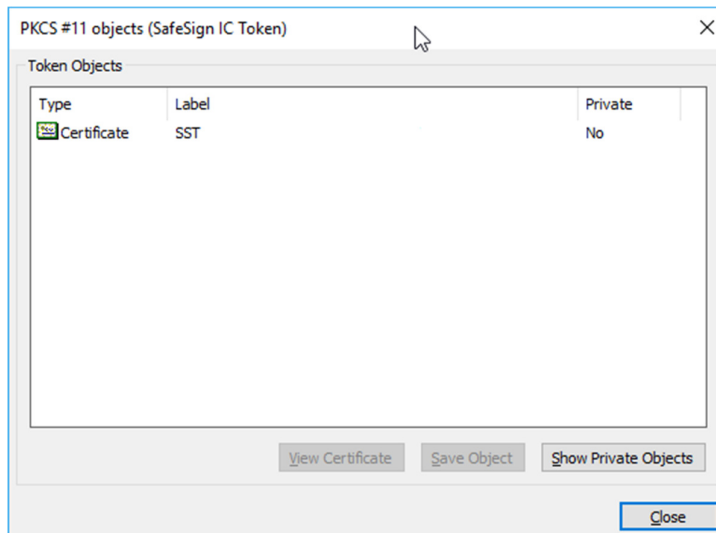 PKCS #11 objects (SafeSign IC Token)
Token Objects
Type Label Private
Certificate SST No
View Certificate Save Object Show Private Objects
Close